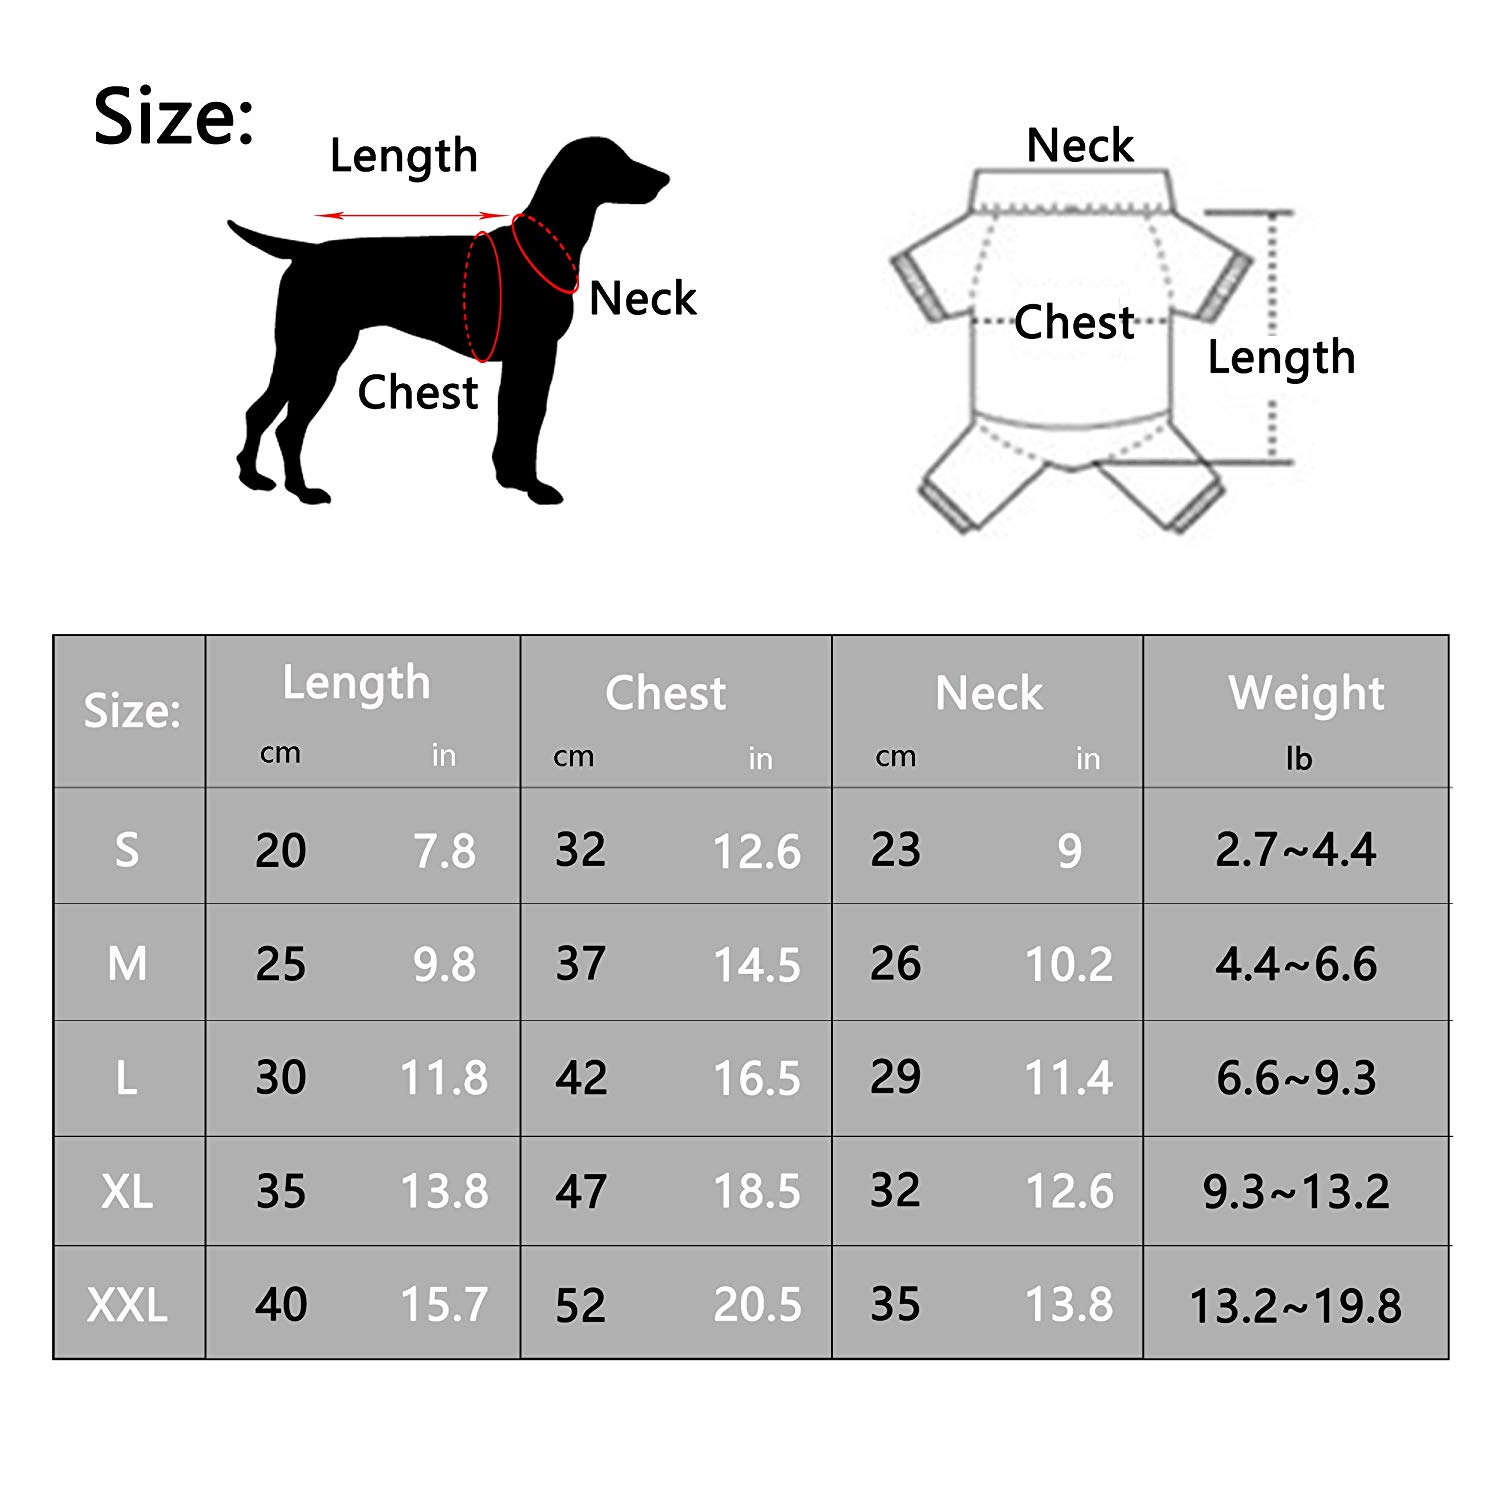 Size:
Length
Neck
Chest
Neck
Chest
Length
Size: Length Chest Neck Weight
cm in cm in cm in lb
S 20 7.8 32 12.6 23 9 2.7~4.4
M 25 9.8 37 14.5 26 10.2 4.4~6.6
L 30 11.8 42 16.5 29 11.4 6.6~9.3
XL 35 13.8 47 18.5 32 12.6 9.3~13.2
XXL 40 15.7 52 20.5 35 13.8 13.2~19.8